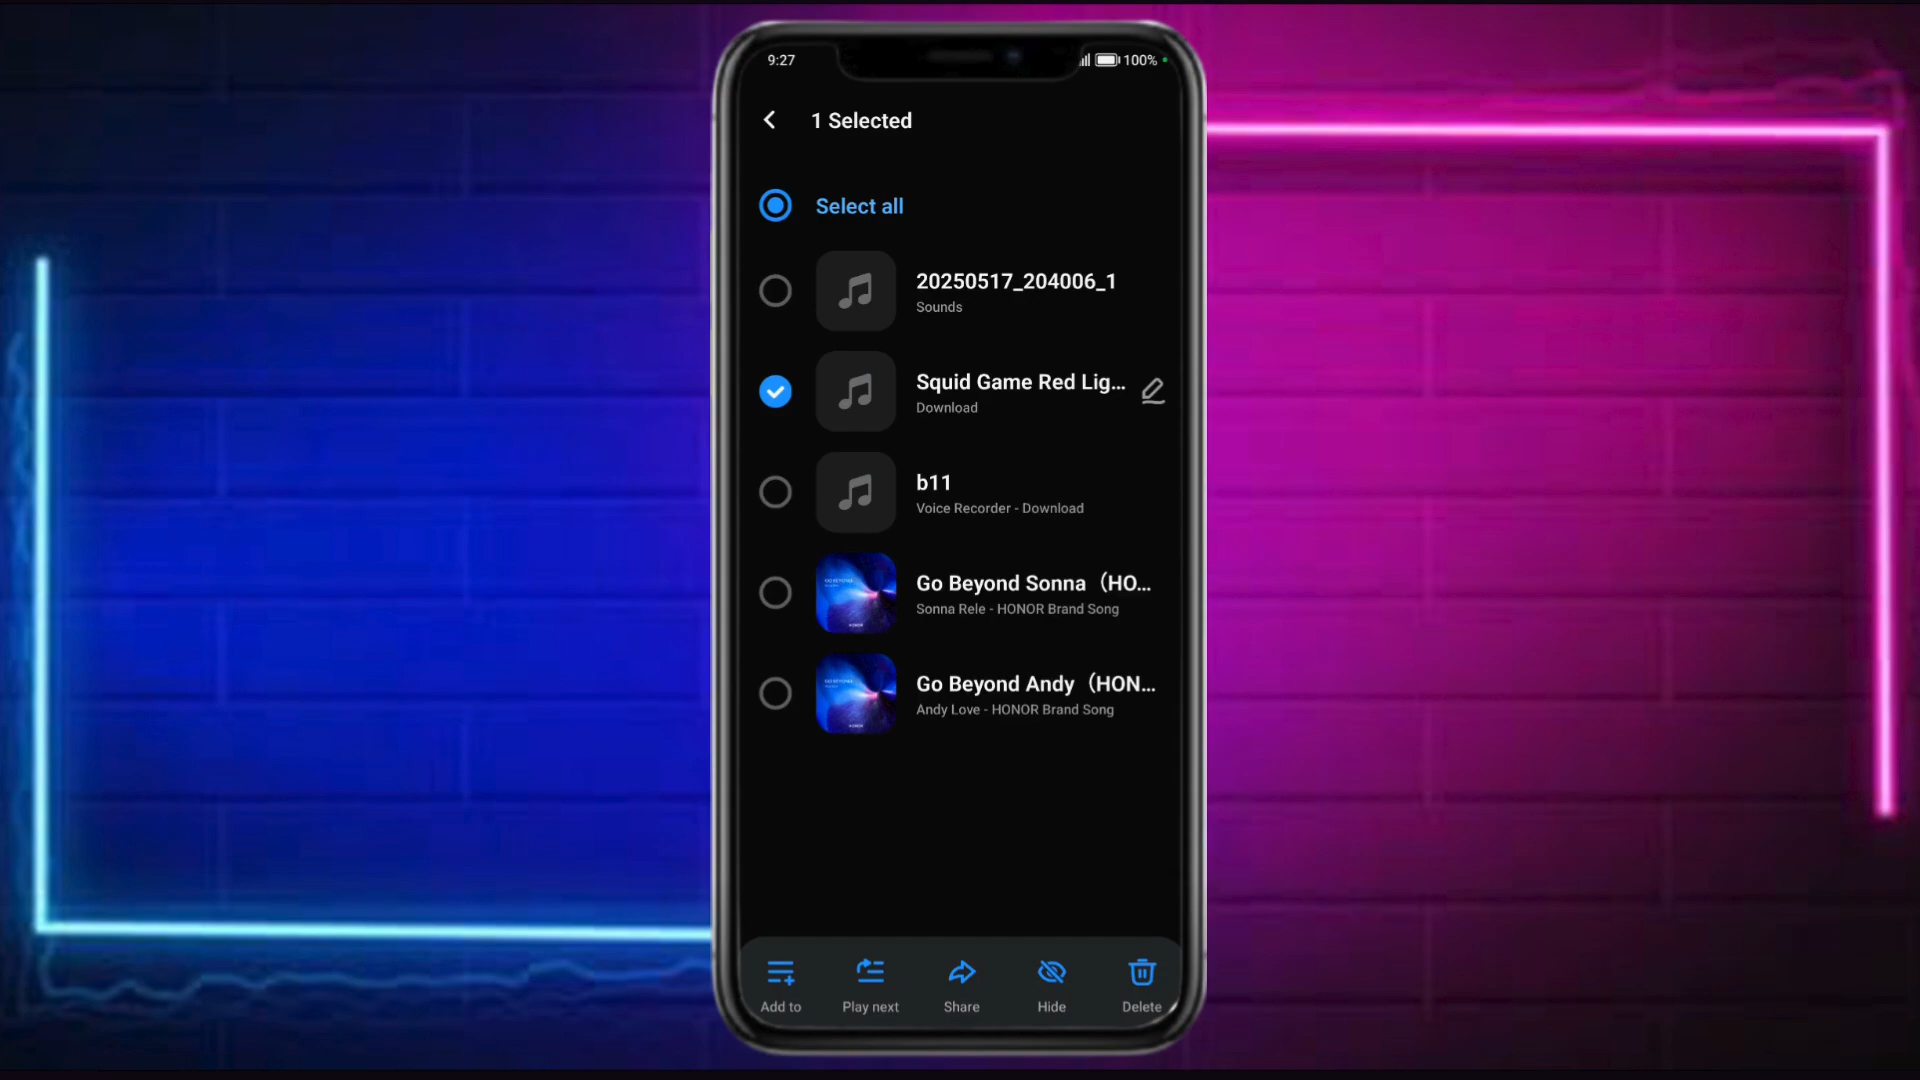 9:27
100%
1 Selected
Select all
20250517_204006_1
Sounds
Squid Game Red Lig...
Download
b11
Voice Recorder - Download
Go Beyond Sonna（HO...
Sonna Rele - HONOR Brand Song
Go Beyond Andy（HON...
Andy Love - HONOR Brand Song
Add to
Play next
Share
Hide
Delete